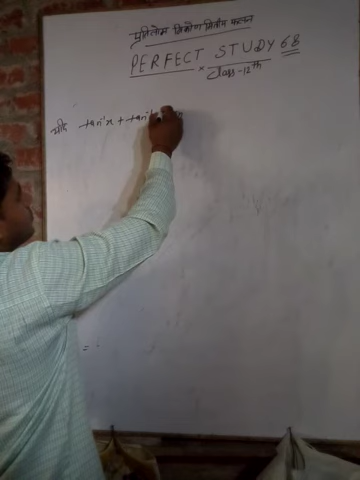 प्रतिलोम त्रिकोणमितीय फलन
PERFECT STUDY 68
Class-12th
यदि tan⁻¹x + tan⁻¹
=